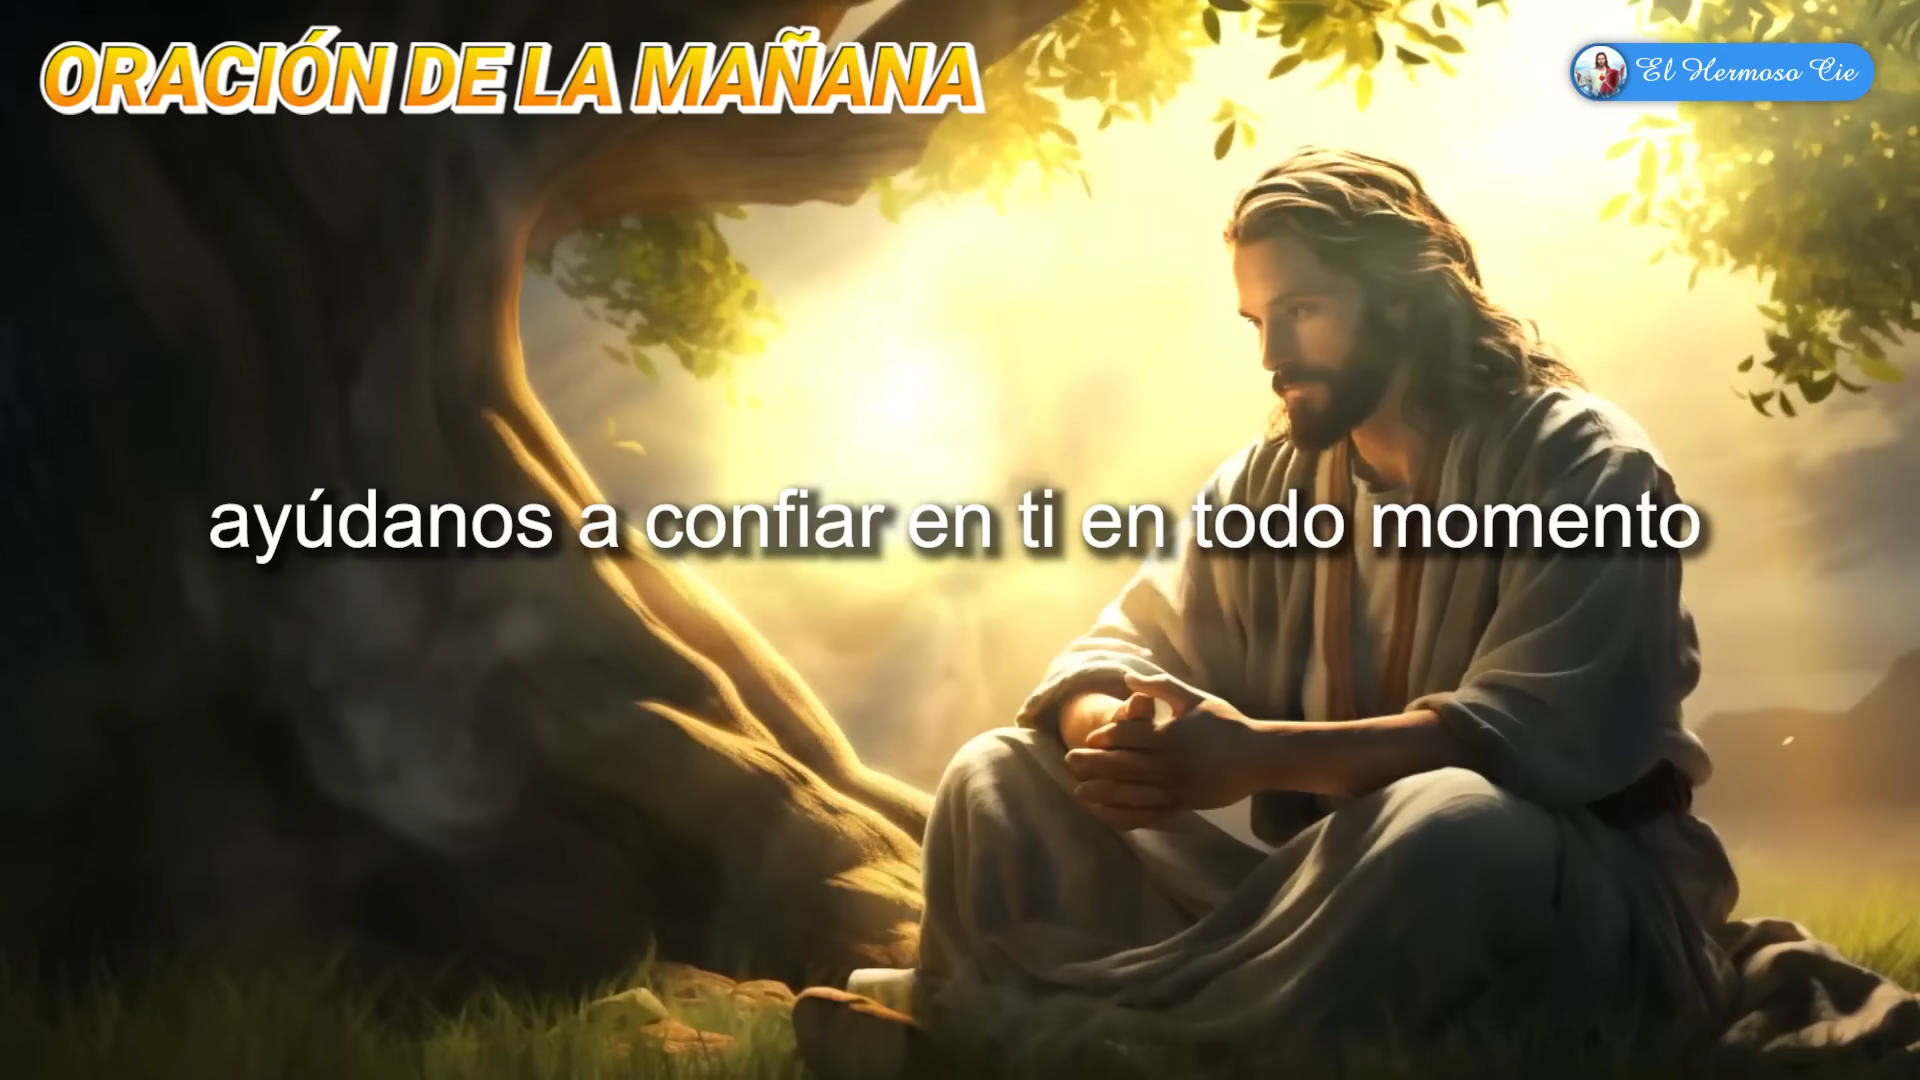 ORACIÓN DE LA MAÑANA
El Hermoso Cie
ayúdanos a confiar en ti en todo momento